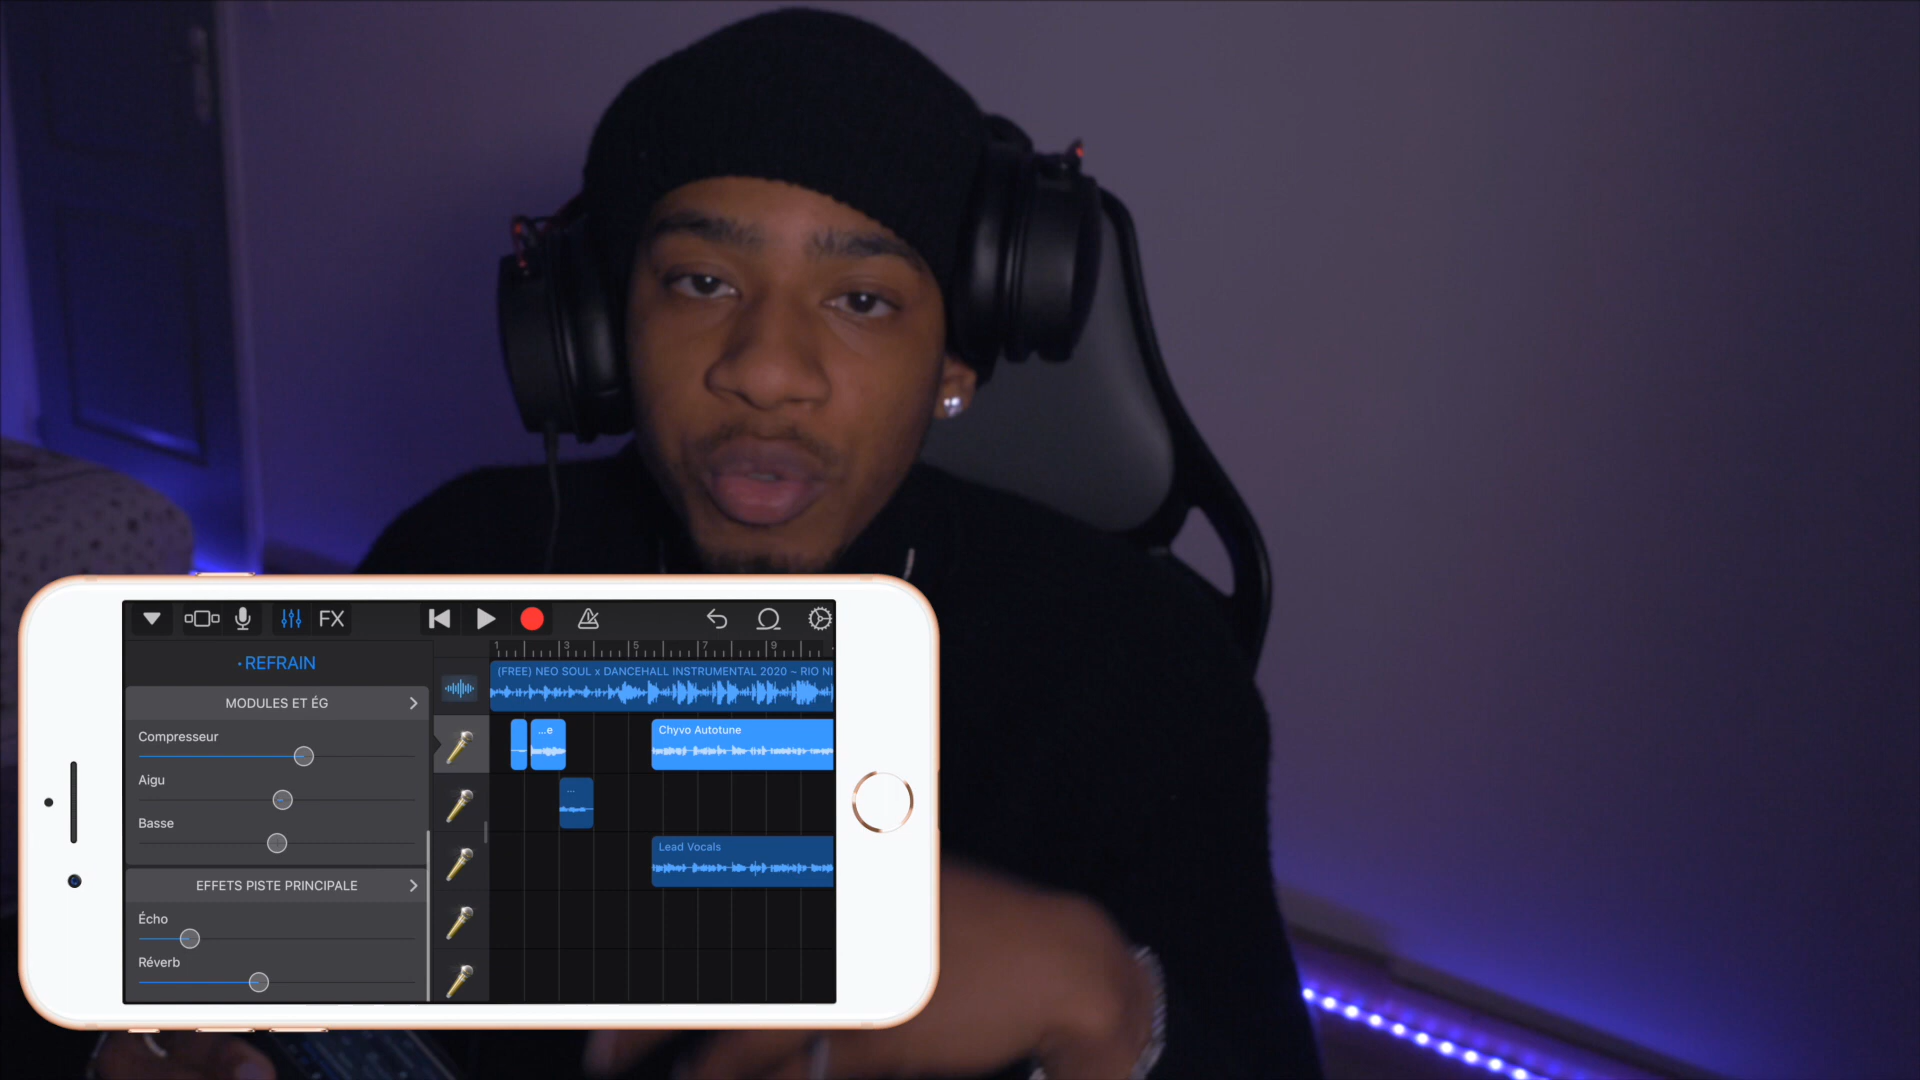 FX
1 3 5 7 9
• REFRAIN
(FREE) NEO SOUL x DANCEHALL INSTRUMENTAL 2020 ~ RIO NI
MODULES ET ÉG
...e
Chyvo Autotune
Compresseur
Aigu
...
Basse
Lead Vocals
EFFETS PISTE PRINCIPALE
Écho
Réverb